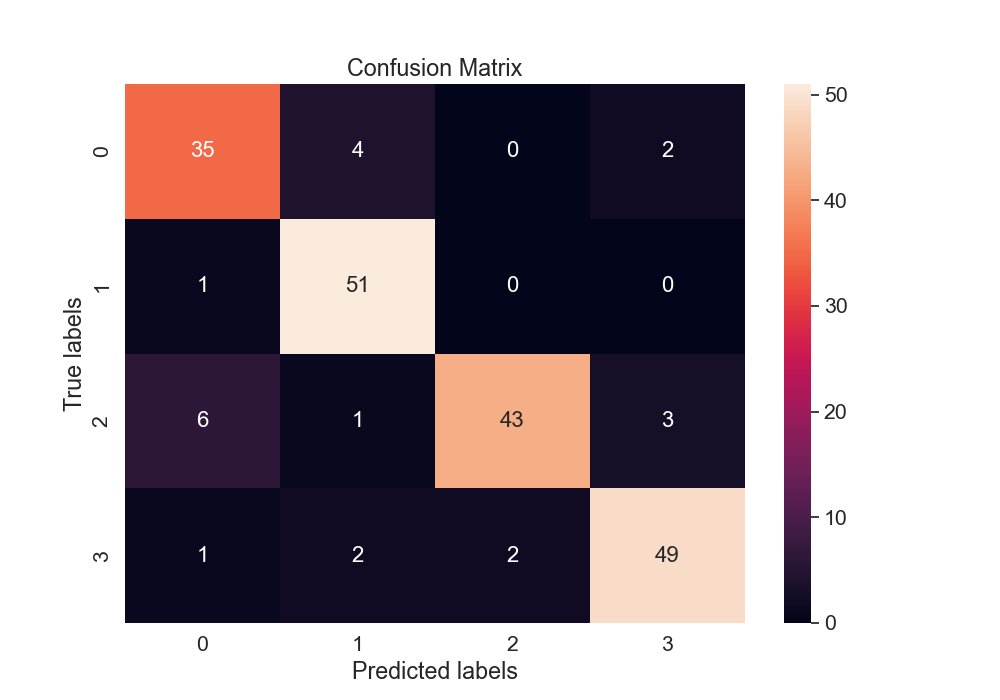 Confusion Matrix
True labels
0 35 4 0 2
1 1 51 0 0
2 6 1 43 3
3 1 2 2 49
0 1 2 3
Predicted labels
50
40
30
20
10
0